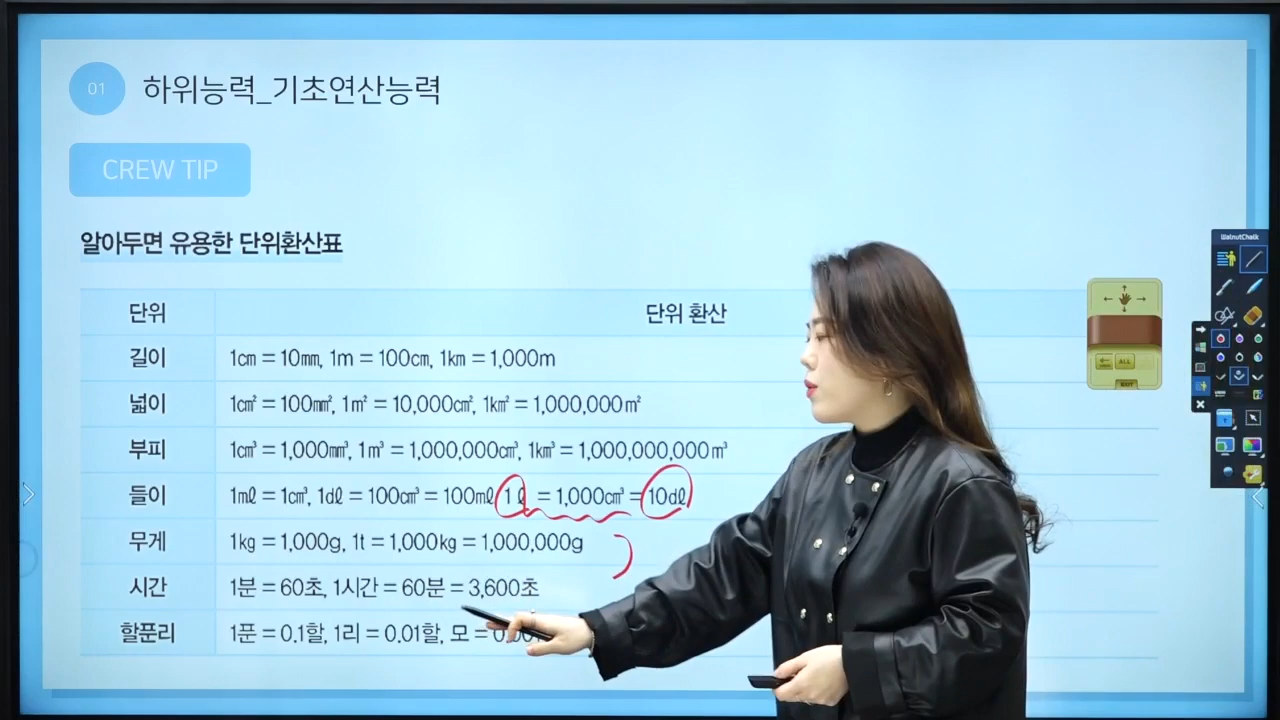 01 하위능력_기초연산능력
CREW TIP
알아두면 유용한 단위환산표
단위 단위 환산
길이 1cm = 10mm, 1m = 100cm, 1km = 1,000m
넓이 1cm² = 100mm², 1m² = 10,000cm², 1km² = 1,000,000m²
부피 1cm³ = 1,000mm³, 1m³ = 1,000,000cm³, 1km³ = 1,000,000,000m³
들이 1mℓ = 1cm³, 1dℓ = 100cm³ = 100mℓ 1ℓ = 1,000cm³ = 10dℓ
무게 1kg = 1,000g, 1t = 1,000kg = 1,000,000g
시간 1분 = 60초, 1시간 = 60분 = 3,600초
할푼리 1푼 = 0.1할, 1리 = 0.01할, 모 =
WalnutChalk
ALL
EXIT